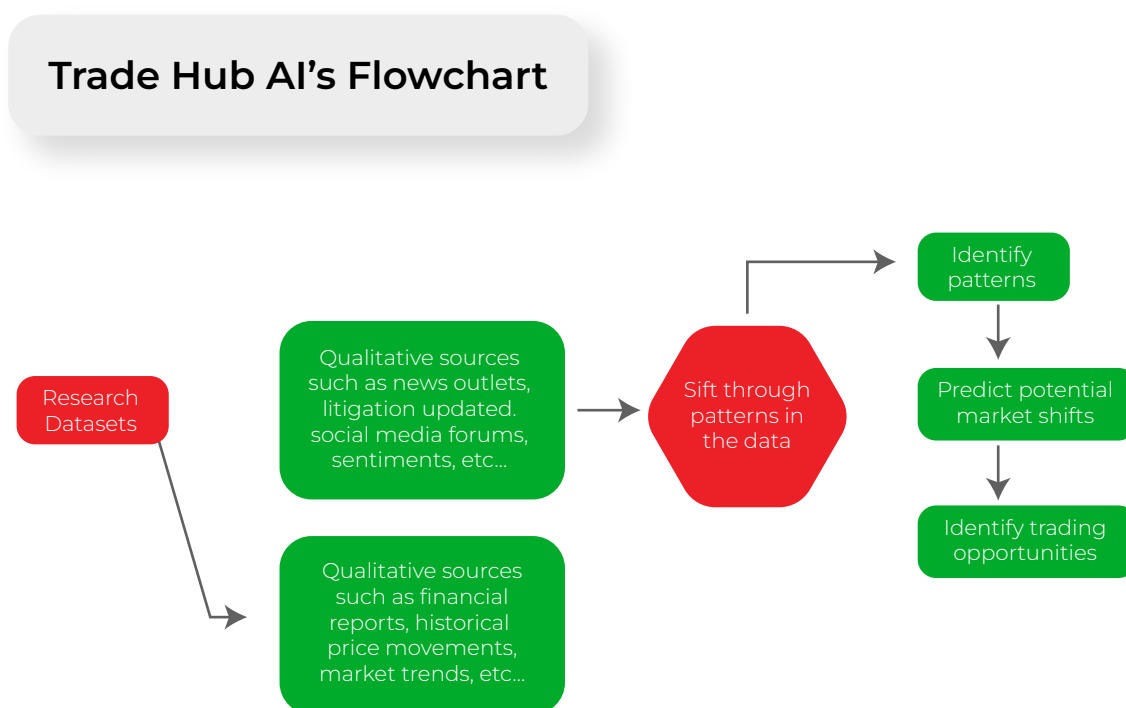 Trade Hub AI’s Flowchart
Research
Datasets
Qualitative sources
such as news outlets,
litigation updated.
social media forums,
sentiments, etc...
Qualitative sources
such as financial
reports, historical
price movements,
market trends, etc...
Sift through
patterns in
the data
Identify
patterns
Predict potential
market shifts
Identify trading
opportunities